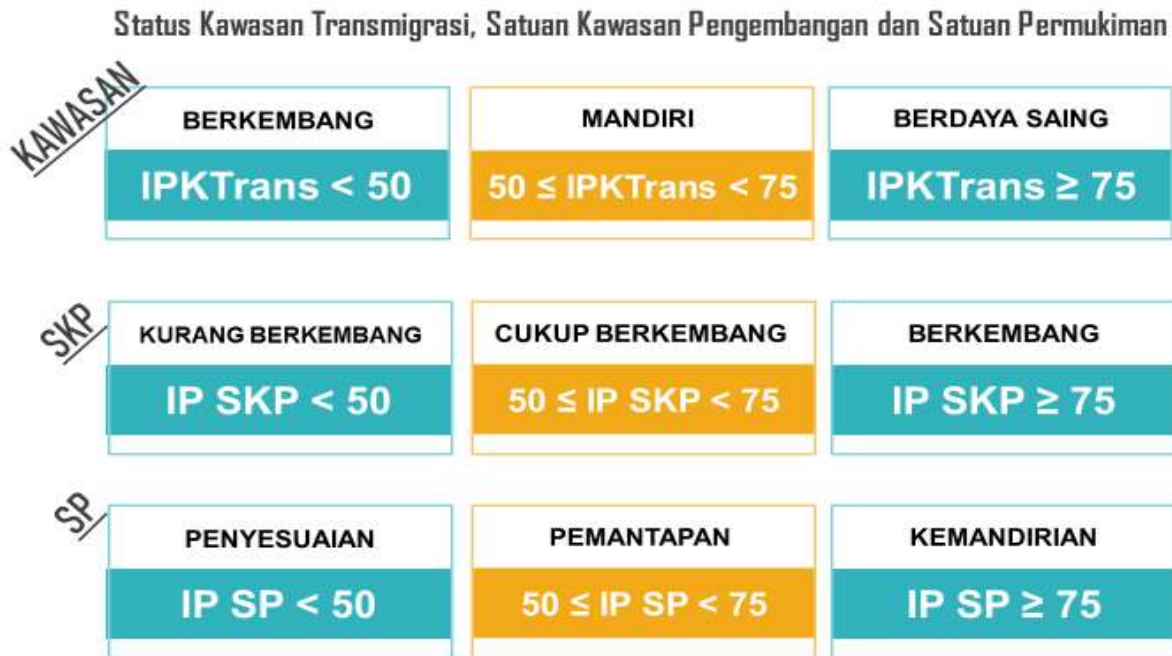 Status Kawasan Transmigrasi, Satuan Kawasan Pengembangan dan Satuan Permukiman
KAWASAN
BERKEMBANG
IPKTrans < 50
MANDIRI
50 ≤ IPKTrans < 75
BERDAYA SAING
IPKTrans ≥ 75
SKP
KURANG BERKEMBANG
IP SKP < 50
CUKUP BERKEMBANG
50 ≤ IP SKP < 75
BERKEMBANG
IP SKP ≥ 75
SP
PENYESUAIAN
IP SP < 50
PEMANTAPAN
50 ≤ IP SP < 75
KEMANDIRIAN
IP SP ≥ 75